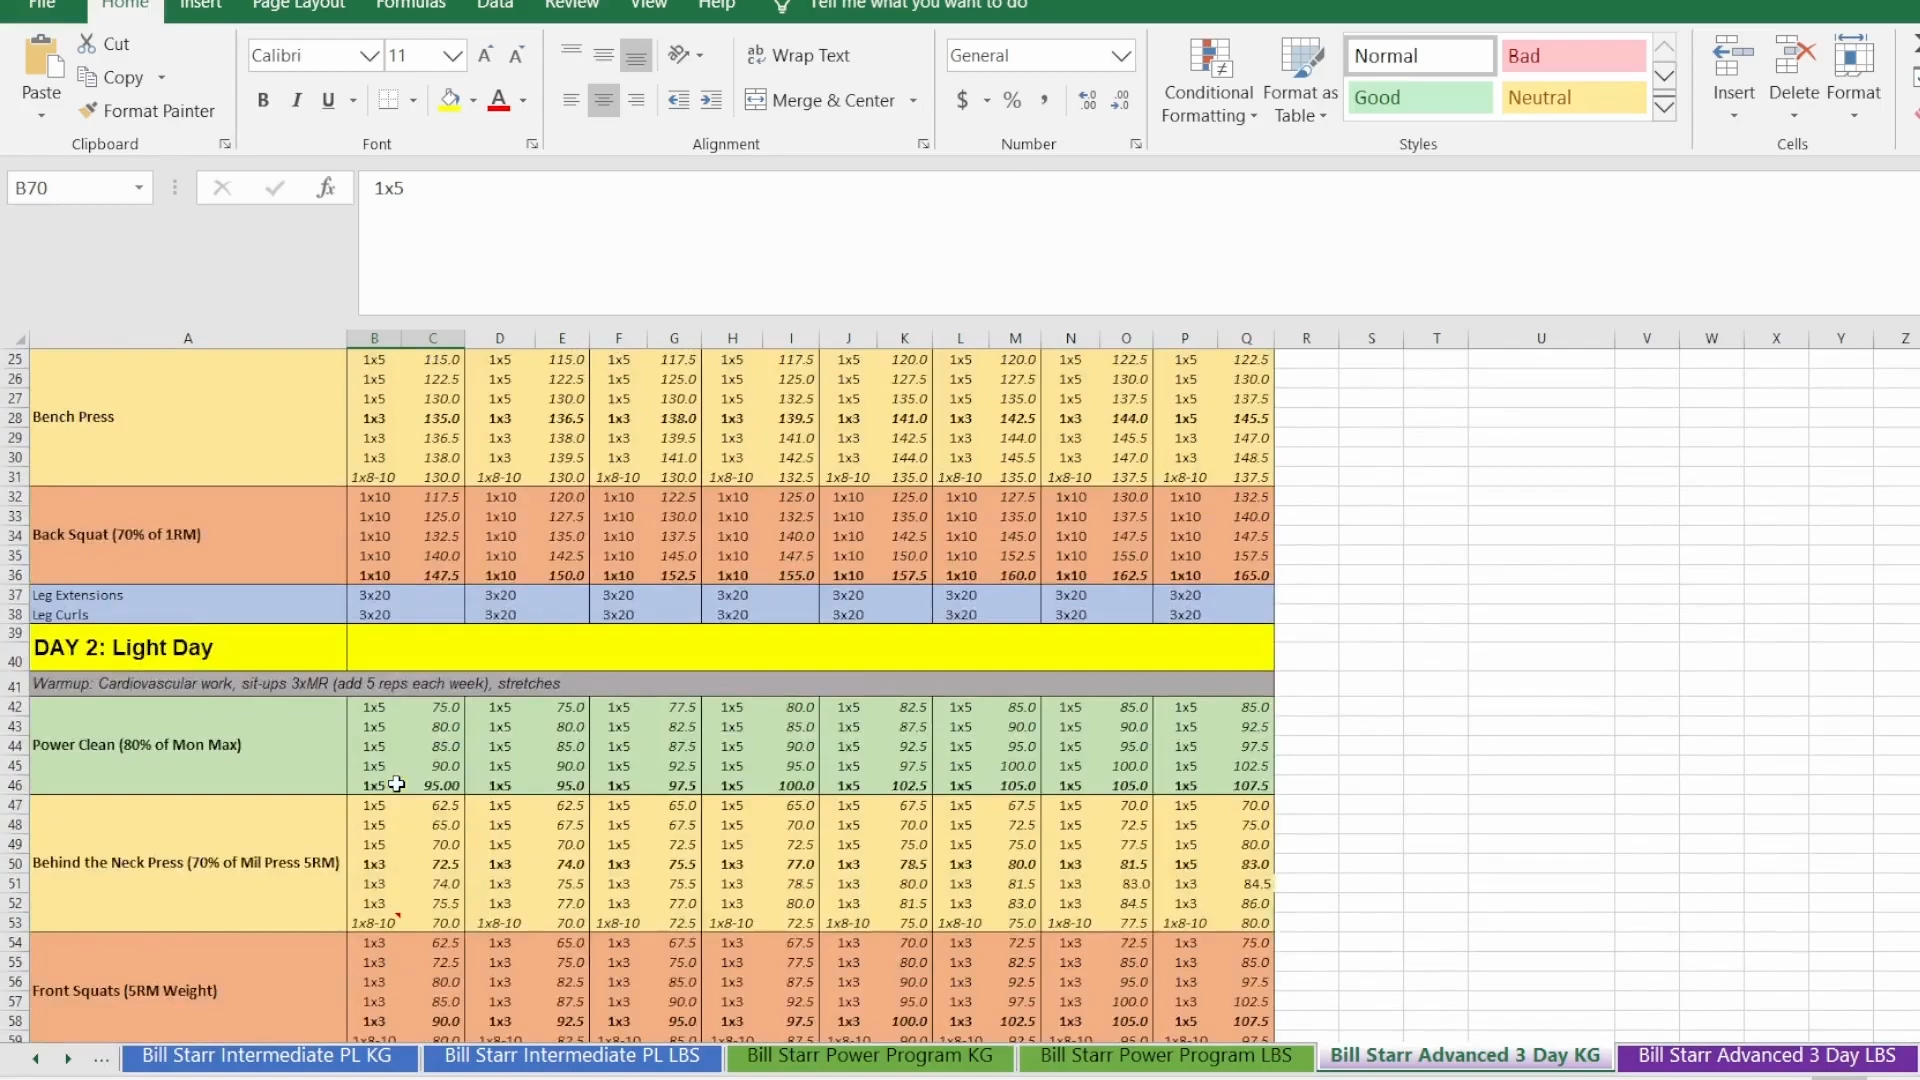 File Home Insert Page Layout Formulas Data Review View Help Tell me what you want to do
Paste Cut Copy Format Painter Clipboard
Calibri 11 A A B I U A Font
Wrap Text Merge & Center Alignment
General $ % , Number
Conditional Formatting Format as Table Normal Bad Good Neutral Styles
Insert Delete Format Cells
B70 fx 1x5
A B C D E F G H I J K L M N O P Q R S T U V W X Y Z
25 1x5 115.0 1x5 115.0 1x5 117.5 1x5 117.5 1x5 120.0 1x5 120.0 1x5 122.5 1x5 122.5
26 1x5 122.5 1x5 122.5 1x5 125.0 1x5 125.0 1x5 127.5 1x5 127.5 1x5 130.0 1x5 130.0
27 1x5 130.0 1x5 130.0 1x5 130.0 1x5 132.5 1x5 135.0 1x5 135.0 1x5 137.5 1x5 137.5
28 Bench Press 1x3 135.0 1x3 136.5 1x3 138.0 1x3 139.5 1x3 141.0 1x3 142.5 1x3 144.0 1x5 145.5
29 1x3 136.5 1x3 138.0 1x3 139.5 1x3 141.0 1x3 142.5 1x3 144.0 1x3 145.5 1x3 147.0
30 1x3 138.0 1x3 139.5 1x3 141.0 1x3 142.5 1x3 144.0 1x3 145.5 1x3 147.0 1x3 148.5
31 1x8-10 130.0 1x8-10 130.0 1x8-10 130.0 1x8-10 132.5 1x8-10 135.0 1x8-10 135.0 1x8-10 137.5 1x8-10 137.5
32 1x10 117.5 1x10 120.0 1x10 122.5 1x10 125.0 1x10 125.0 1x10 127.5 1x10 130.0 1x10 132.5
33 1x10 125.0 1x10 127.5 1x10 130.0 1x10 132.5 1x10 135.0 1x10 135.0 1x10 137.5 1x10 140.0
34 Back Squat (70% of 1RM) 1x10 132.5 1x10 135.0 1x10 137.5 1x10 140.0 1x10 142.5 1x10 145.0 1x10 147.5 1x10 147.5
35 1x10 140.0 1x10 142.5 1x10 145.0 1x10 147.5 1x10 150.0 1x10 152.5 1x10 155.0 1x10 157.5
36 1x10 147.5 1x10 150.0 1x10 152.5 1x10 155.0 1x10 157.5 1x10 160.0 1x10 162.5 1x10 165.0
37 Leg Extensions 3x20 3x20 3x20 3x20 3x20 3x20 3x20 3x20
38 Leg Curls 3x20 3x20 3x20 3x20 3x20 3x20 3x20 3x20
39
40 DAY 2: Light Day
41 Warmup: Cardiovascular work, sit-ups 3xMR (add 5 reps each week), stretches
42 1x5 75.0 1x5 75.0 1x5 77.5 1x5 80.0 1x5 82.5 1x5 85.0 1x5 85.0 1x5 85.0
43 1x5 80.0 1x5 80.0 1x5 82.5 1x5 85.0 1x5 87.5 1x5 90.0 1x5 90.0 1x5 92.5
44 Power Clean (80% of Mon Max) 1x5 85.0 1x5 85.0 1x5 87.5 1x5 90.0 1x5 92.5 1x5 95.0 1x5 95.0 1x5 97.5
45 1x5 90.0 1x5 90.0 1x5 92.5 1x5 95.0 1x5 97.5 1x5 100.0 1x5 100.0 1x5 102.5
46 1x5 95.00 1x5 95.0 1x5 97.5 1x5 100.0 1x5 102.5 1x5 105.0 1x5 105.0 1x5 107.5
47 1x5 62.5 1x5 62.5 1x5 65.0 1x5 65.0 1x5 67.5 1x5 67.5 1x5 70.0 1x5 70.0
48 1x5 65.0 1x5 67.5 1x5 67.5 1x5 70.0 1x5 70.0 1x5 72.5 1x5 72.5 1x5 75.0
49 1x5 70.0 1x5 70.0 1x5 72.5 1x5 72.5 1x5 75.0 1x5 75.0 1x5 77.5 1x5 80.0
50 Behind the Neck Press (70% of Mil Press 5RM) 1x3 72.5 1x3 74.0 1x3 75.5 1x3 77.0 1x3 78.5 1x3 80.0 1x3 81.5 1x5 83.0
51 1x3 74.0 1x3 75.5 1x3 75.5 1x3 78.5 1x3 80.0 1x3 81.5 1x3 83.0 1x3 84.5
52 1x3 75.5 1x3 77.0 1x3 77.0 1x3 80.0 1x3 81.5 1x3 83.0 1x3 84.5 1x3 86.0
53 1x8-10 70.0 1x8-10 70.0 1x8-10 72.5 1x8-10 72.5 1x8-10 75.0 1x8-10 75.0 1x8-10 77.5 1x8-10 80.0
54 1x3 62.5 1x3 65.0 1x3 67.5 1x3 67.5 1x3 70.0 1x3 72.5 1x3 72.5 1x3 75.0
55 1x3 72.5 1x3 75.0 1x3 75.0 1x3 77.5 1x3 80.0 1x3 82.5 1x3 85.0 1x3 85.0
56 1x3 80.0 1x3 82.5 1x3 85.0 1x3 87.5 1x3 90.0 1x3 92.5 1x3 95.0 1x3 97.5
57 Front Squats (5RM Weight) 1x3 85.0 1x3 87.5 1x3 90.0 1x3 92.5 1x3 95.0 1x3 97.5 1x3 100.0 1x3 102.5
58 1x3 90.0 1x3 92.5 1x3 95.0 1x3 97.5 1x3 100.0 1x3 102.5 1x3 105.0 1x5 107.5
... Bill Starr Intermediate PL KG Bill Starr Intermediate PL LBS Bill Starr Power Program KG Bill Starr Power Program LBS Bill Starr Advanced 3 Day KG Bill Starr Advanced 3 Day LBS